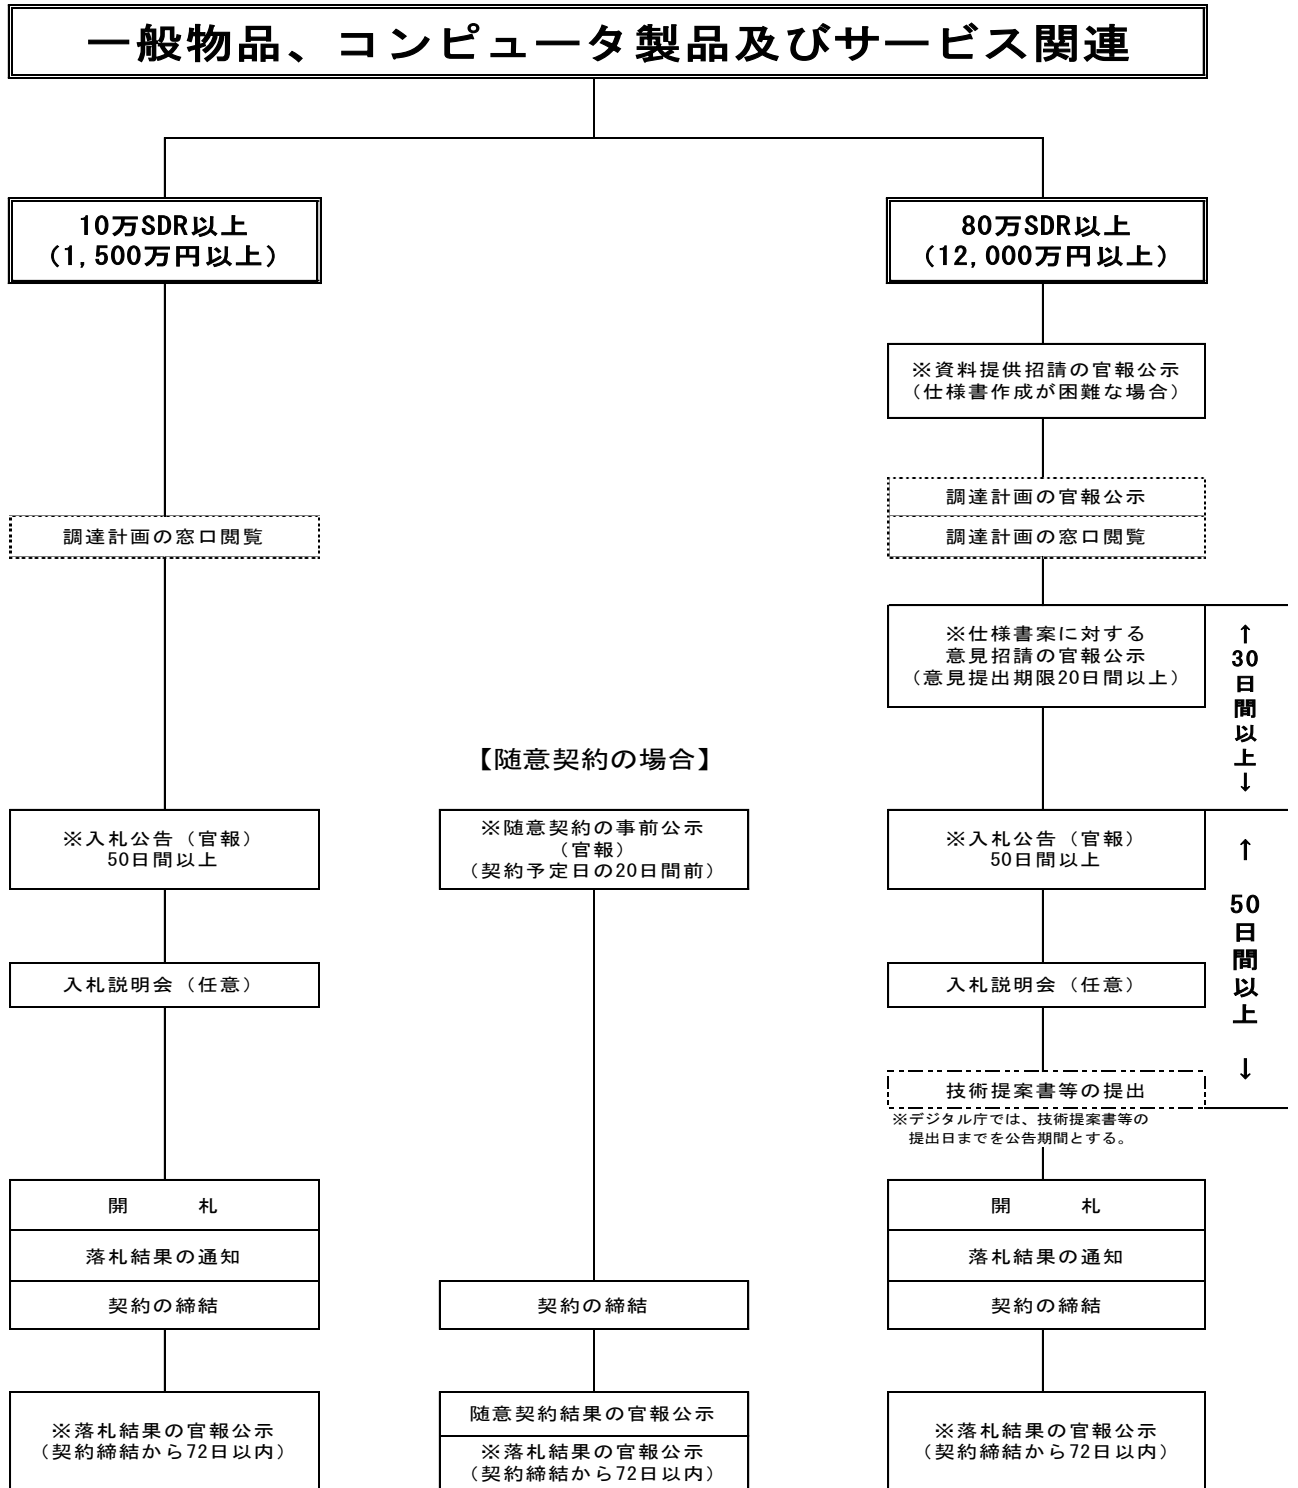 一般物品、コンピュータ製品及びサービス関連
10万SDR以上
（1,500万円以上）
80万SDR以上
（12,000万円以上）
※資料提供招請の官報公示
（仕様書作成が困難な場合）
調達計画の官報公示
調達計画の窓口閲覧
調達計画の窓口閲覧
※仕様書案に対する
意見招請の官報公示
（意見提出期限20日間以上）
↑30日間以上↓
【随意契約の場合】
※入札公告（官報）
50日間以上
※随意契約の事前公示
（官報）
（契約予定日の20日間前）
※入札公告（官報）
50日間以上
↑50日間以上↓
入札説明会（任意）
入札説明会（任意）
技術提案書等の提出
※デジタル庁では、技術提案書等の
提出日までを公告期間とする。
開　　　札
開　　　札
落札結果の通知
落札結果の通知
契約の締結
契約の締結
契約の締結
※落札結果の官報公示
（契約締結から72日以内）
随意契約結果の官報公示
※落札結果の官報公示
（契約締結から72日以内）
※落札結果の官報公示
（契約締結から72日以内）